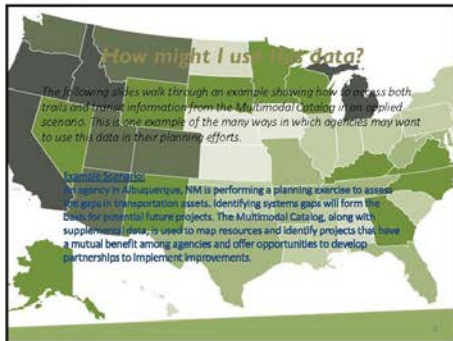 How might I use this data?
The following slides walk through an example showing how to access both
trails and transit information from the Multimodal Catalog in an applied
scenario. This is one example of the many ways in which agencies may want
to use this data in their planning efforts.
Example Scenario:
An agency in Albuquerque, NM is performing a planning exercise to assess
the gaps in transportation assets. Identifying systems gaps will form the
basis for potential future projects. The Multimodal Catalog, along with
supplemental data, is used to map resources and identify projects that have
a mutual benefit among agencies and offer opportunities to develop
partnerships to implement improvements.